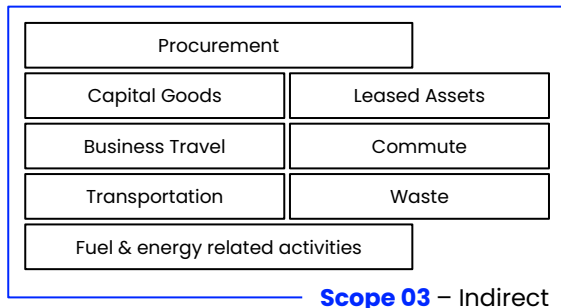 Procurement
Capital Goods
Leased Assets
Business Travel
Commute
Transportation
Waste
Fuel & energy related activities
Scope 03 – Indirect